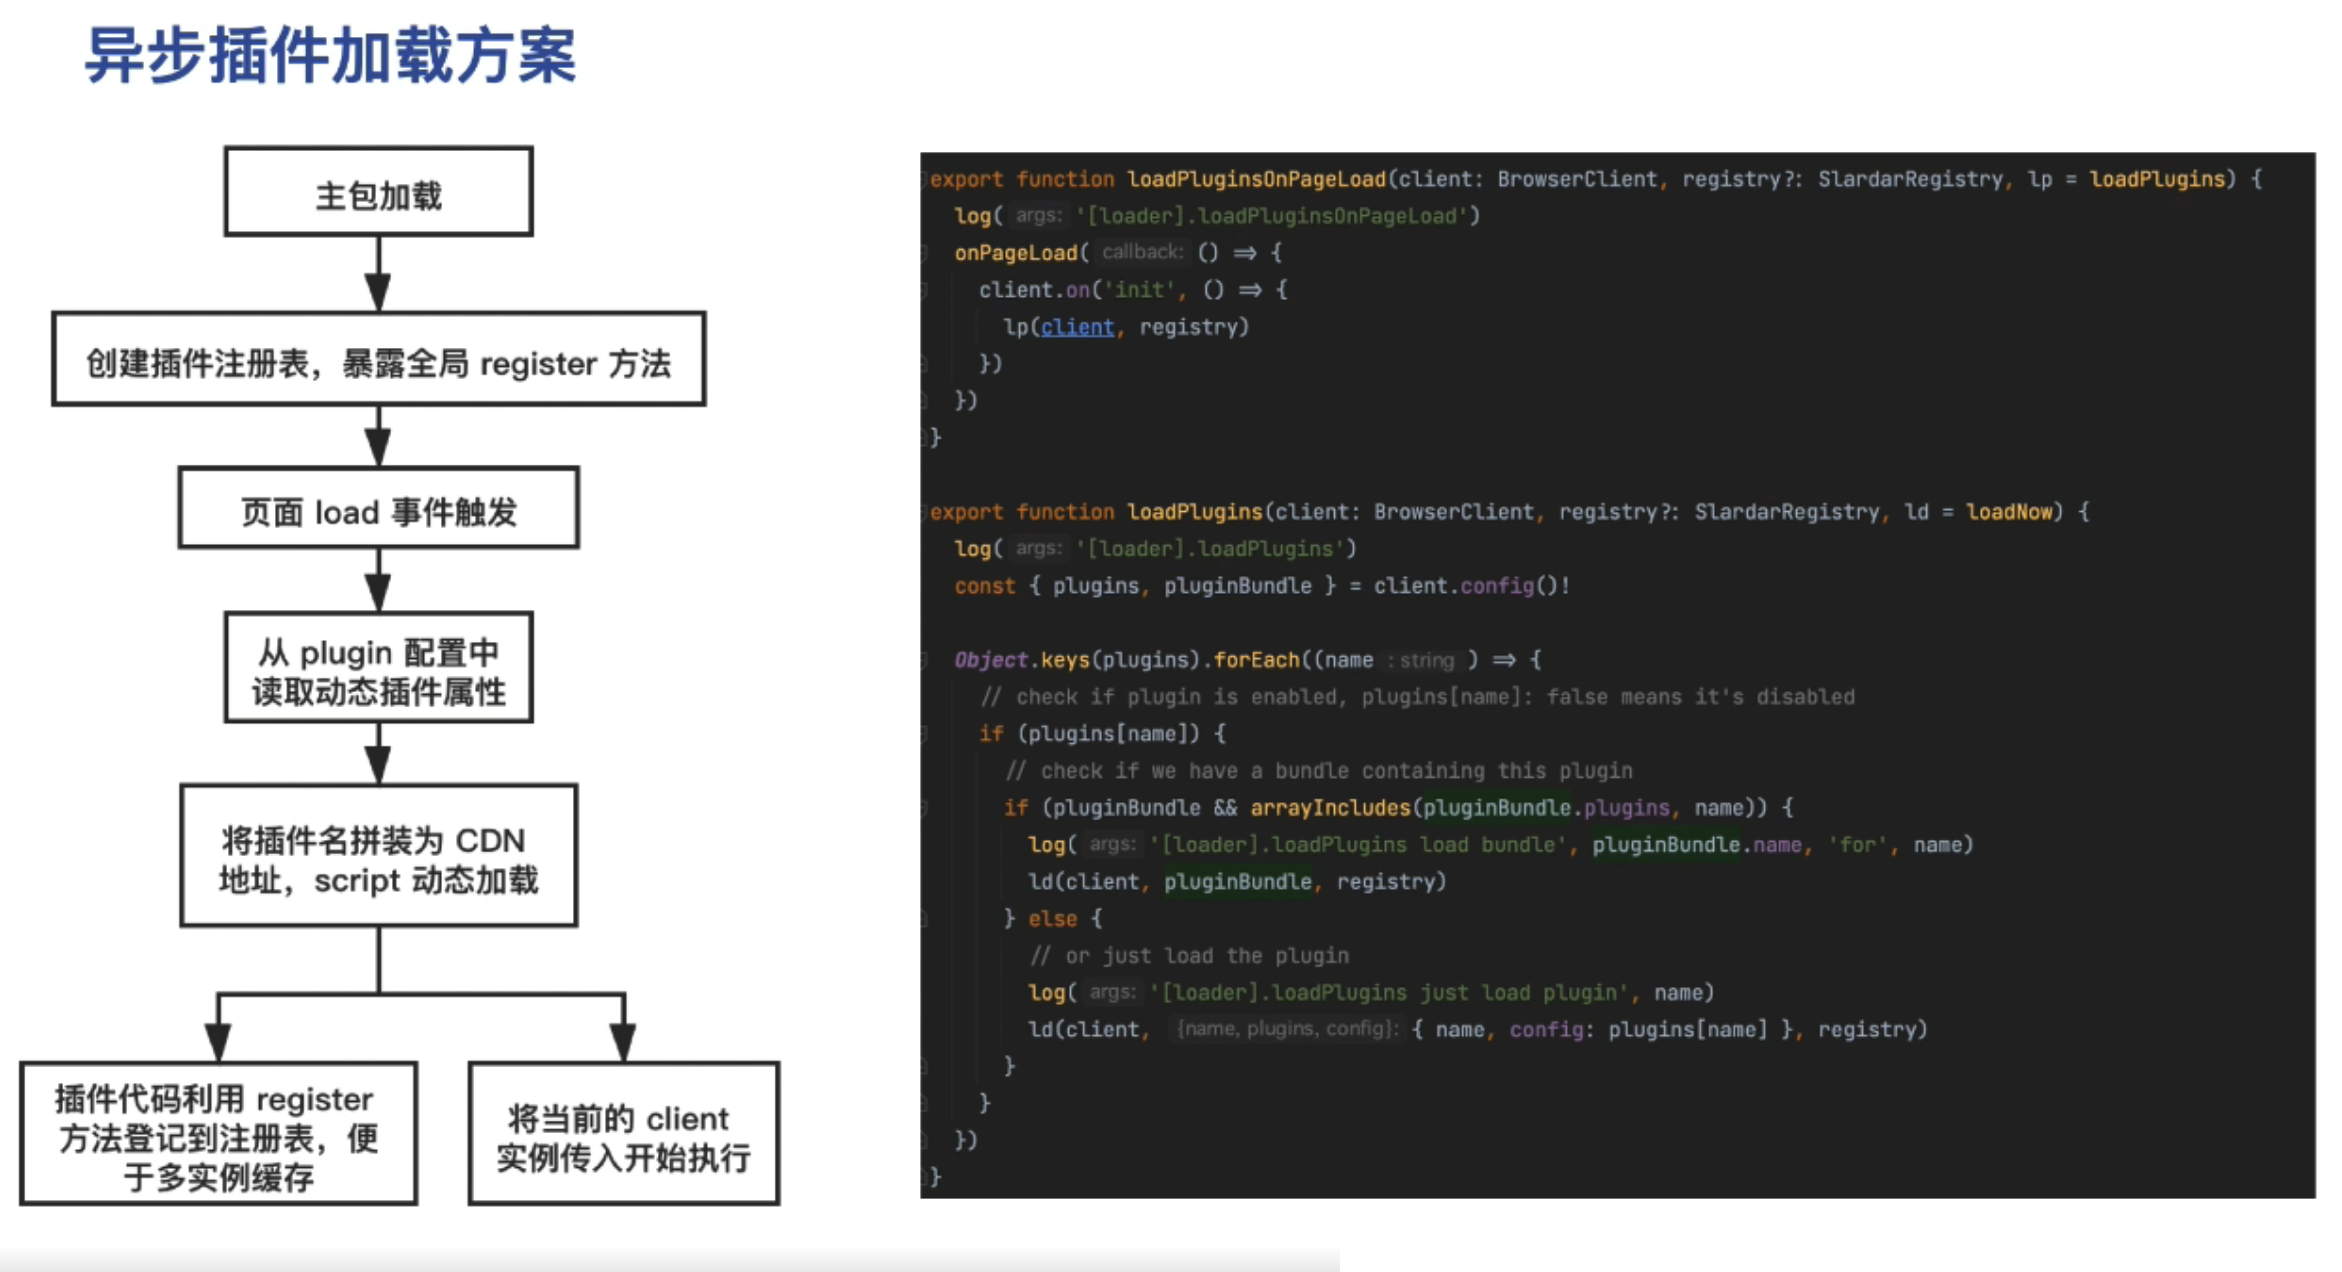 异步插件加载方案
主包加载
创建插件注册表，暴露全局 register 方法
页面 load 事件触发
从 plugin 配置中
读取动态插件属性
将插件名拼装为 CDN
地址，script 动态加载
插件代码利用 register
方法登记到注册表，便
于多实例缓存
将当前的 client
实例传入开始执行
export function loadPluginsOnPageLoad(client: BrowserClient, registry?: SlardarRegistry, lp = loadPlugins) {
  log( args: '[loader].loadPluginsOnPageLoad')
  onPageLoad( callback: () => {
    client.on('init', () => {
      lp(client, registry)
    })
  })
}
export function loadPlugins(client: BrowserClient, registry?: SlardarRegistry, ld = loadNow) {
  log( args: '[loader].loadPlugins')
  const { plugins, pluginBundle } = client.config()!
  Object.keys(plugins).forEach((name : string ) => {
    // check if plugin is enabled, plugins[name]: false means it's disabled
    if (plugins[name]) {
      // check if we have a bundle containing this plugin
      if (pluginBundle && arrayIncludes(pluginBundle.plugins, name)) {
        log( args: '[loader].loadPlugins load bundle', pluginBundle.name, 'for', name)
        ld(client, pluginBundle, registry)
      } else {
        // or just load the plugin
        log( args: '[loader].loadPlugins just load plugin', name)
        ld(client, {name, plugins, config}: { name, config: plugins[name] }, registry)
      }
    }
  })
}